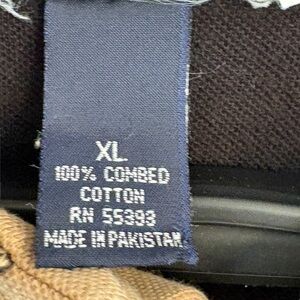 XL
100% COMBED
COTTON
RN 55393
MADE IN PAKISTAN